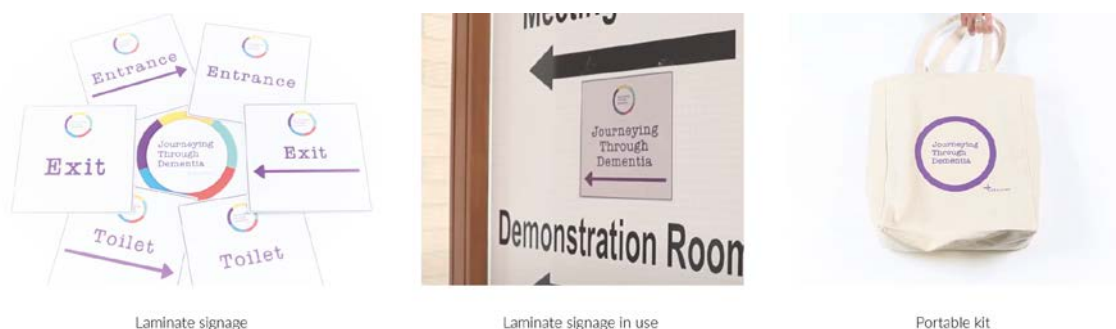 Entrance
Entrance
Exit
Journeying
Through
Dementia
Exit
Toilet
Toilet
Meeting
Journeying
Through
Dementia
Demonstration Room
Journeying
Through
Dementia
Laminate signage
Laminate signage in use
Portable kit